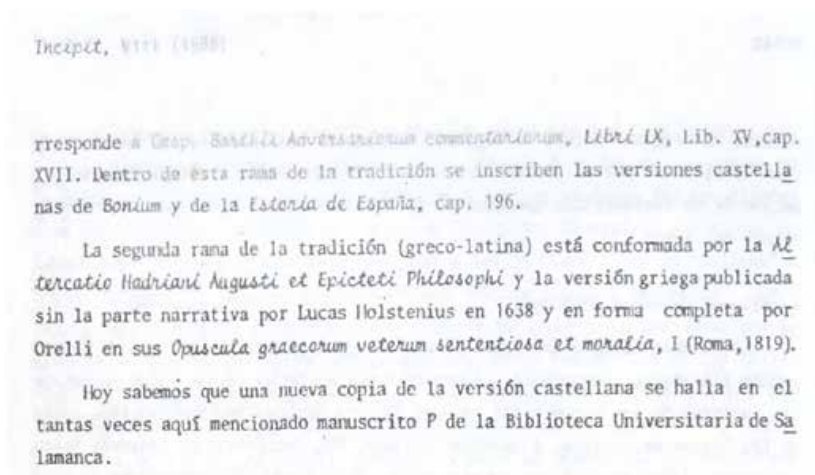 Incipit, VIII (1988)
rresponde a Gasp. Barthii Adversariorum commentariorum, Libri LX, Lib. XV,cap.
XVII. Dentro de ésta rama de la tradición se inscriben las versiones castella
nas de Bonium y de la Estoria de España, cap. 196.
La segunda rama de la tradición (greco-latina) está conformada por la Al
tercatio Hadriani Augusti et Epicteti Philosophi y la versión griega publicada
sin la parte narrativa por Lucas Holstenius en 1638 y en forma completa por
Orelli en sus Opuscula graecorum veterum sententiosa et moralia, I (Roma,1819).
Hoy sabemos que una nueva copia de la versión castellana se halla en el
tantas veces aquí mencionado manuscrito P de la Biblioteca Universitaria de Sa
lamanca.